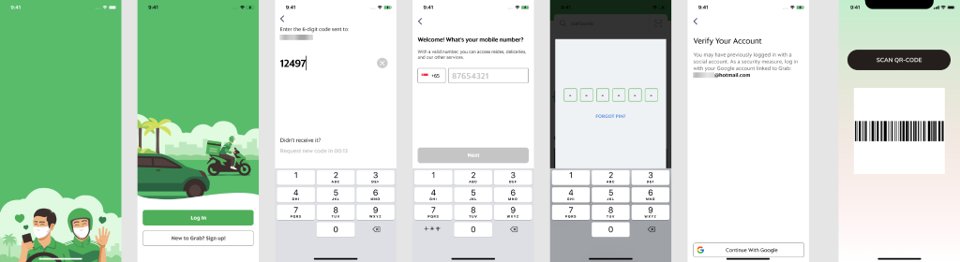 9:41
9:41
Log In
New to Grab? Sign up!
9:41
Enter the 6-digit code sent to
12497
Didn't receive it?
Request new code in 00:13
1 2 3
ABC DEF
4 5 6
GHI JKL MNO
7 8 9
PQRS TUV WXYZ
0
9:41
Welcome! What's your mobile number?
With a valid number, you can access rides, deliveries,
and our other services.
+65 87654321
Next
1 2 3
ABC DEF
4 5 6
GHI JKL MNO
7 8 9
PQRS TUV WXYZ
+*# 0
9:41
FORGOT PIN?
1 2 3
ABC DEF
4 5 6
GHI JKL MNO
7 8 9
PQRS TUV WXYZ
0
9:41
Verify Your Account
You may have previously logged in with a
social account. As a security measure, log in
with your Google account linked to Grab:
@hotmail.com
Continue With Google
9:41
SCAN QR-CODE